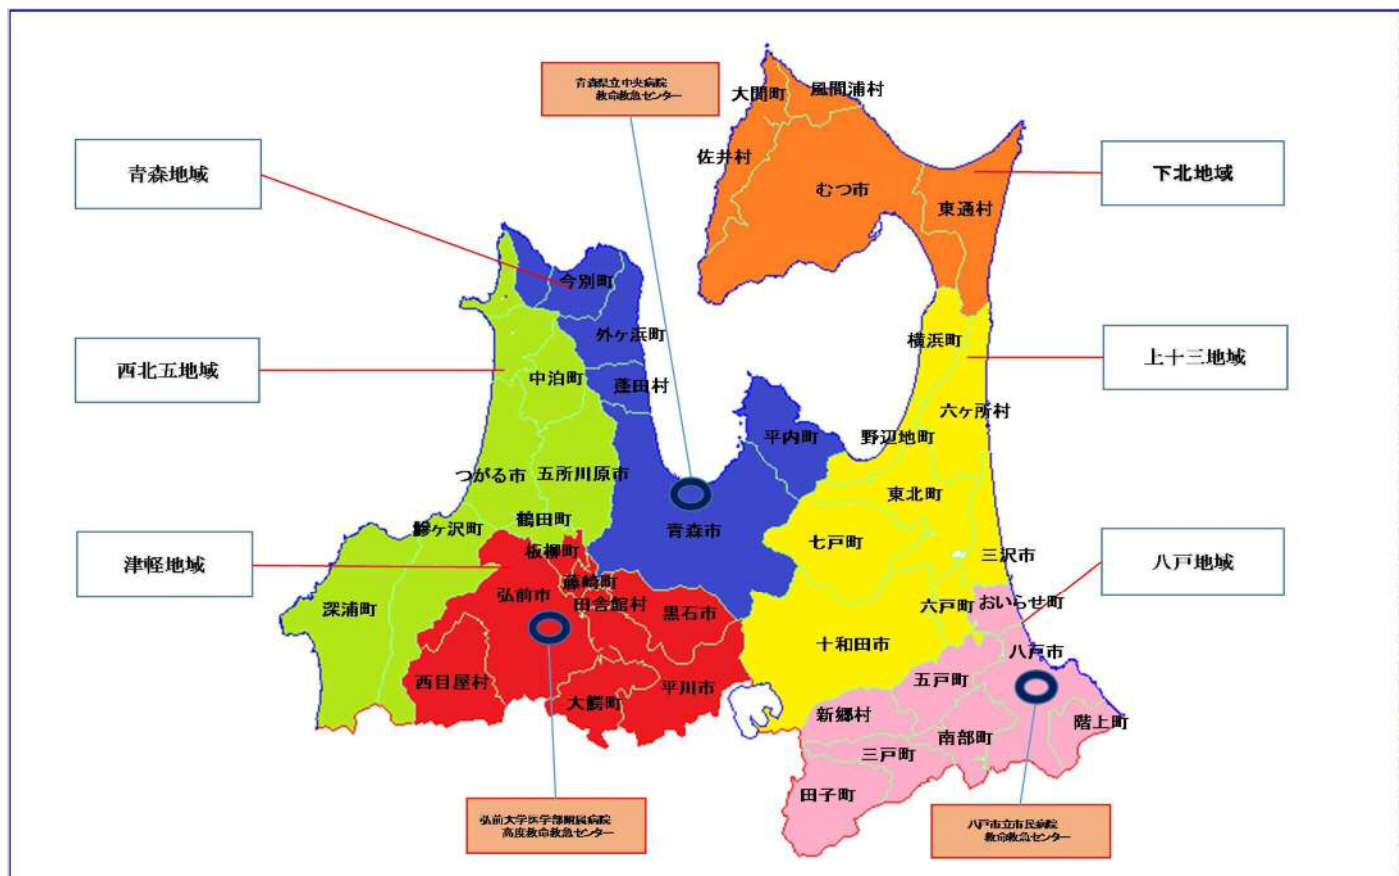 青森県立中央病院
救命救急センター
大間町
風間浦村
青森地域
佐井村
むつ市
下北地域
東通村
今別町
外ヶ浜町
横浜町
上十三地域
西北五地域
中泊町
蓬田村
六ヶ所村
平内町
野辺地町
つがる市
五所川原市
東北町
鶴田町
鰺ヶ沢町
青森市
七戸町
板柳町
三沢市
津軽地域
藤崎町
八戸地域
弘前市
田舎館村
黒石市
六戸町
おいらせ町
深浦町
十和田市
八戸市
西目屋村
平川市
五戸町
大鰐町
新郷村
南部町
階上町
三戸町
田子町
弘前大学医学部附属病院
高度救命救急センター
八戸市立市民病院
救命救急センター